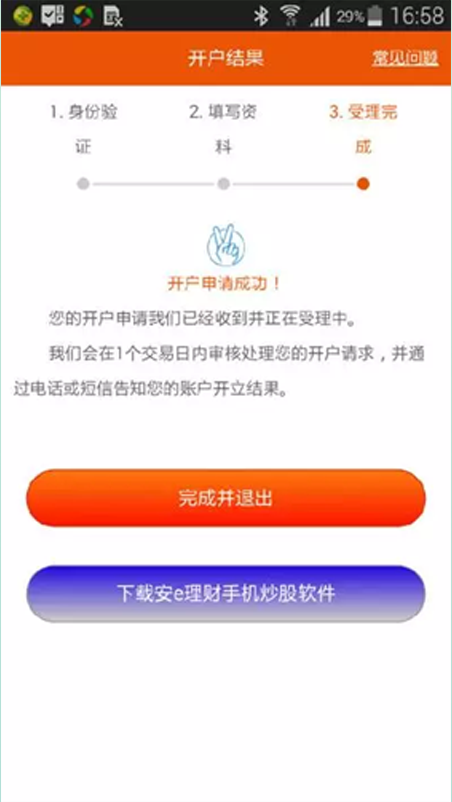 29% 16:58
开户结果 常见问题
1. 身份验 2. 填写资 3. 受理完
证 料 成
开户申请成功！
您的开户申请我们已经收到并正在受理中。
我们会在1个交易日内审核处理您的开户请求，并通
过电话或短信告知您的账户开立结果。
完成并退出
下载安e理财手机炒股软件